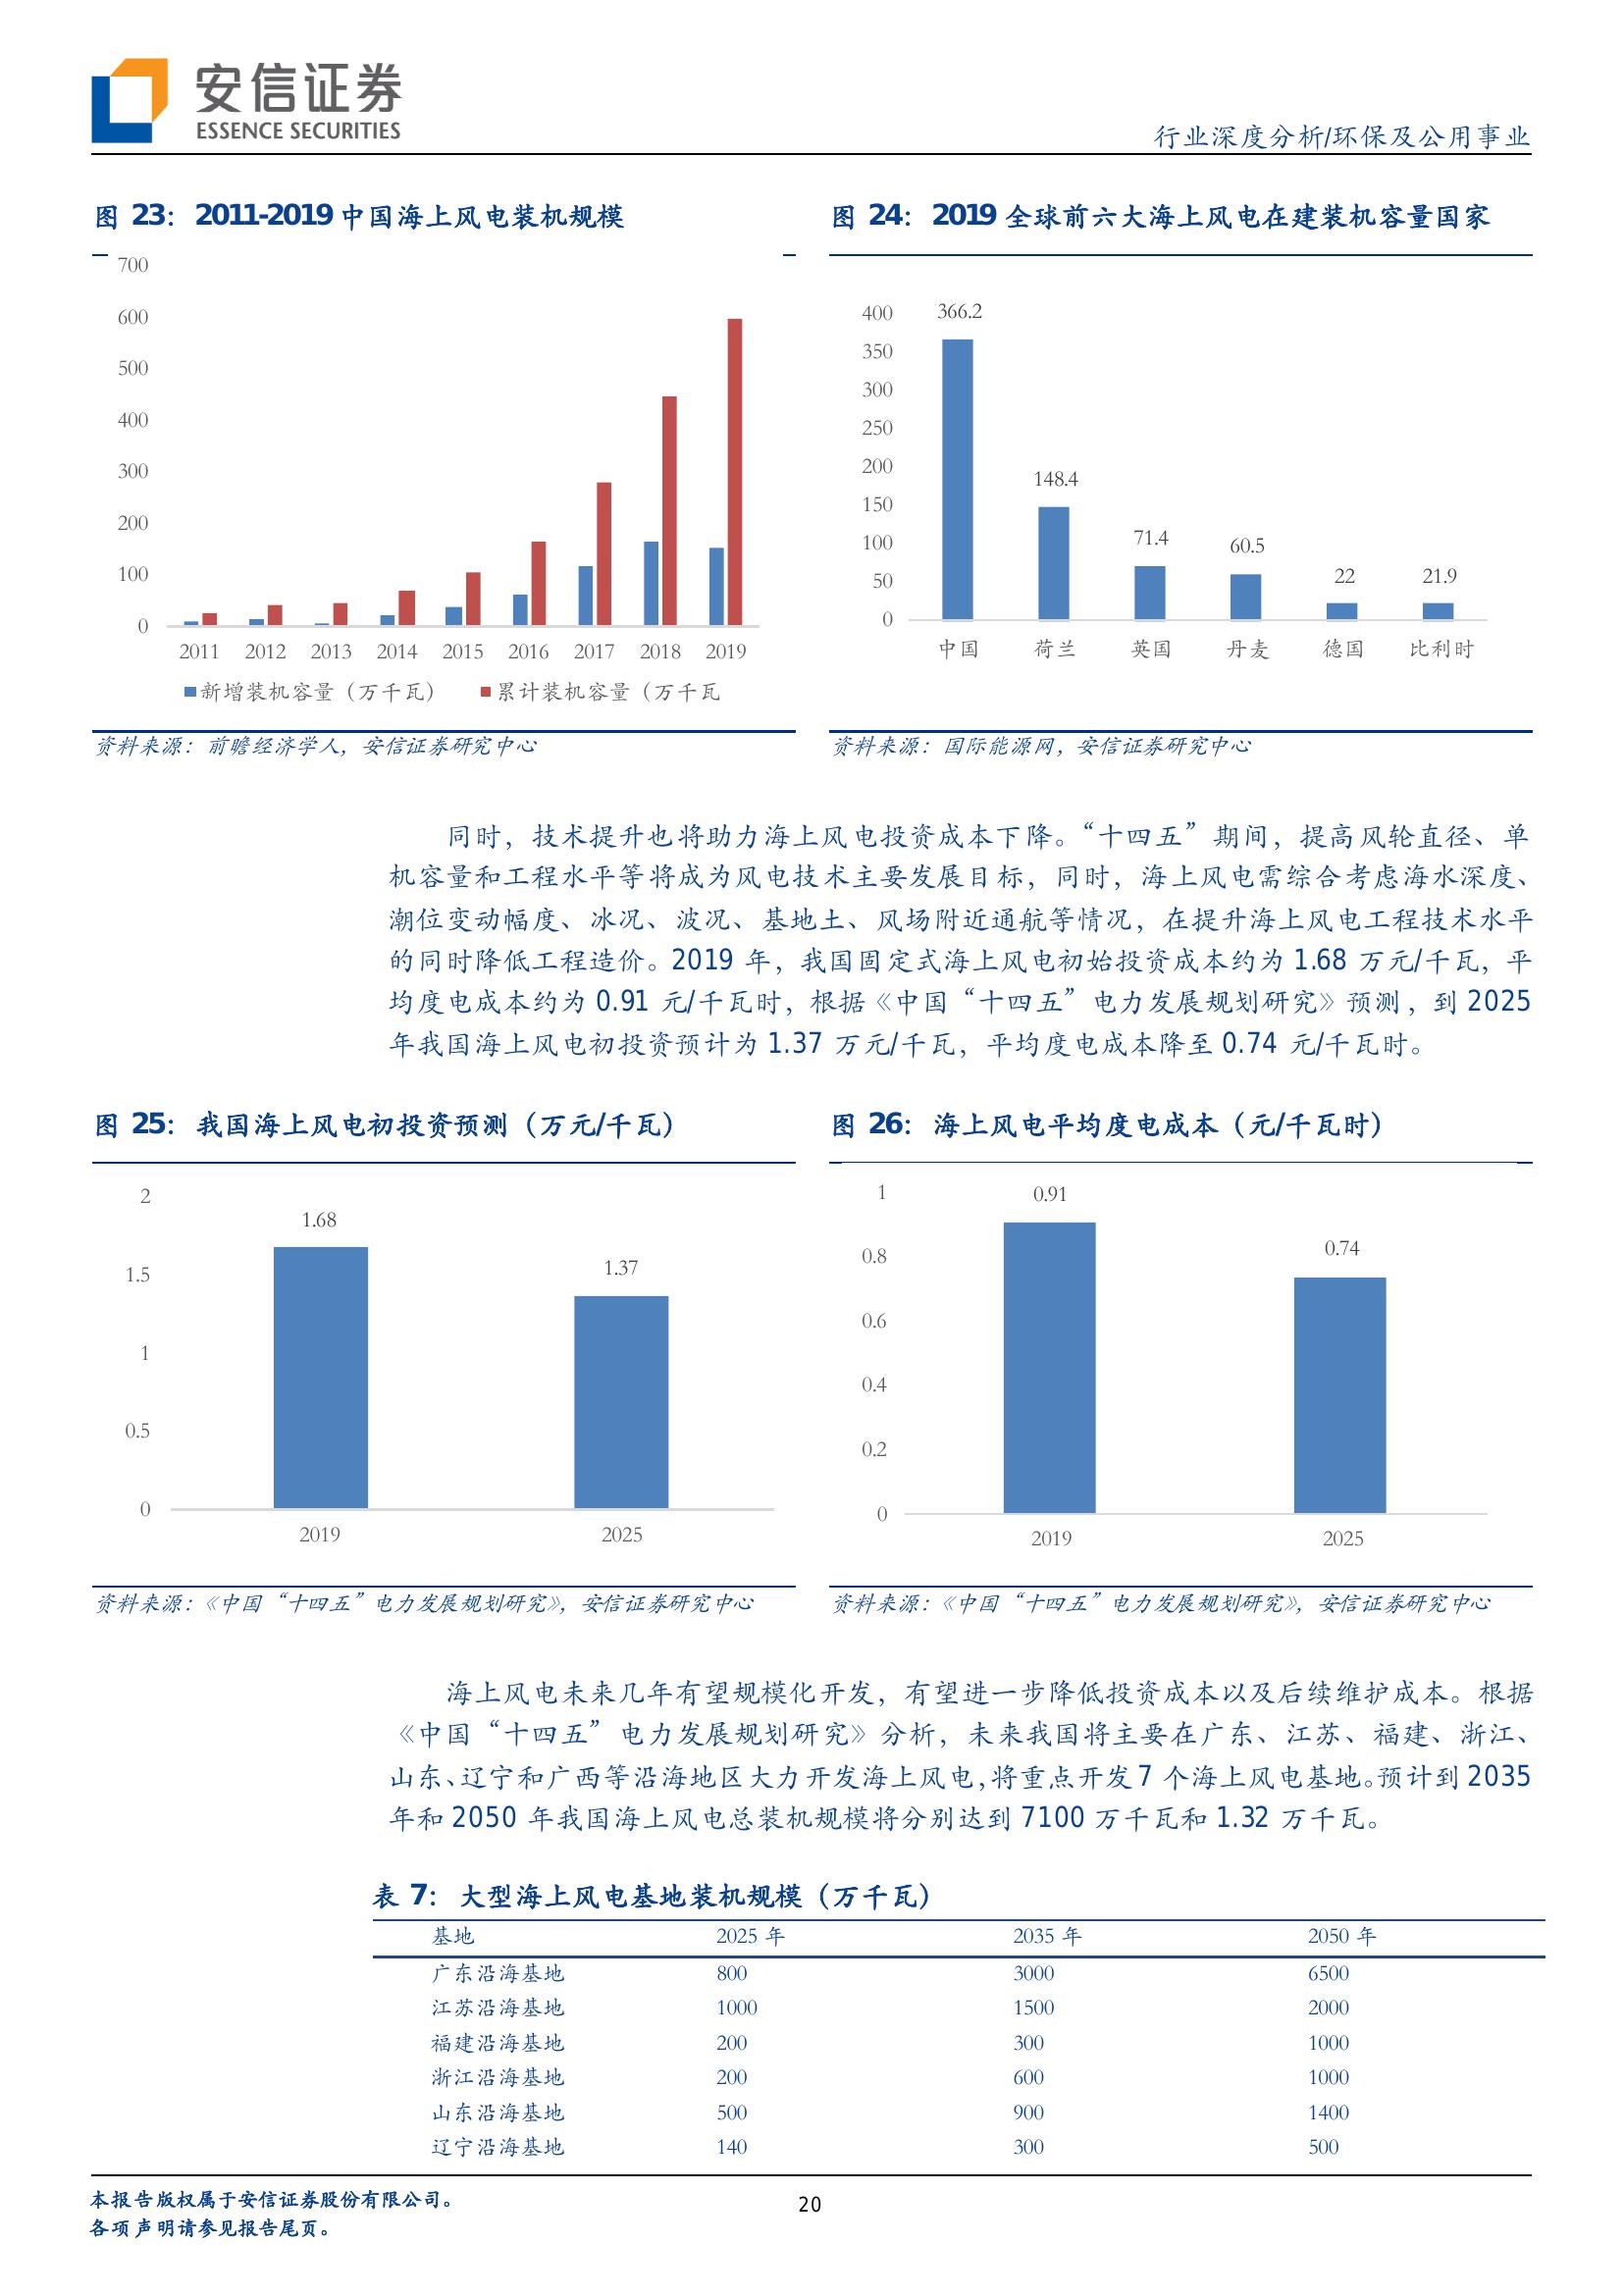 安信证券
ESSENCE SECURITIES
行业深度分析/环保及公用事业
图 23： 2011-2019 中国海上风电装机规模
700
600
500
400
300
200
100
0
2011 2012 2013 2014 2015 2016 2017 2018 2019
新增装机容量（万千瓦） 累计装机容量（万千瓦
资料来源：前瞻经济学人，安信证券研究中心
图 24： 2019 全球前六大海上风电在建装机容量国家
400
350
300
250
200
150
100
50
0
366.2
148.4
71.4
60.5
22
21.9
中国 荷兰 英国 丹麦 德国 比利时
资料来源：国际能源网，安信证券研究中心
同时，技术提升也将助力海上风电投资成本下降。“十四五”期间，提高风轮直径、单
机容量和工程水平等将成为风电技术主要发展目标，同时，海上风电需综合考虑海水深度、
潮位变动幅度、冰况、波况、基地土、风场附近通航等情况，在提升海上风电工程技术水平
的同时降低工程造价。2019 年，我国固定式海上风电初始投资成本约为 1.68 万元/千瓦，平
均度电成本约为 0.91 元/千瓦时，根据《中国“十四五”电力发展规划研究》预测，到 2025
年我国海上风电初投资预计为 1.37 万元/千瓦，平均度电成本降至 0.74 元/千瓦时。
图 25： 我国海上风电初投资预测（万元/千瓦）
2
1.5
1
0.5
0
1.68
1.37
2019 2025
资料来源：《中国“十四五”电力发展规划研究》，安信证券研究中心
图 26： 海上风电平均度电成本（元/千瓦时）
1
0.8
0.6
0.4
0.2
0
0.91
0.74
2019 2025
资料来源：《中国“十四五”电力发展规划研究》，安信证券研究中心
海上风电未来几年有望规模化开发，有望进一步降低投资成本以及后续维护成本。根据
《中国“十四五”电力发展规划研究》分析，未来我国将主要在广东、江苏、福建、浙江、
山东、辽宁和广西等沿海地区大力开发海上风电，将重点开发 7 个海上风电基地。预计到 2035
年和 2050 年我国海上风电总装机规模将分别达到 7100 万千瓦和 1.32 万千瓦。
表 7： 大型海上风电基地装机规模（万千瓦）
基地 2025 年 2035 年 2050 年
广东沿海基地 800 3000 6500
江苏沿海基地 1000 1500 2000
福建沿海基地 200 300 1000
浙江沿海基地 200 600 1000
山东沿海基地 500 900 1400
辽宁沿海基地 140 300 500
本报告版权属于安信证券股份有限公司。
各项声明请参见报告尾页。
20